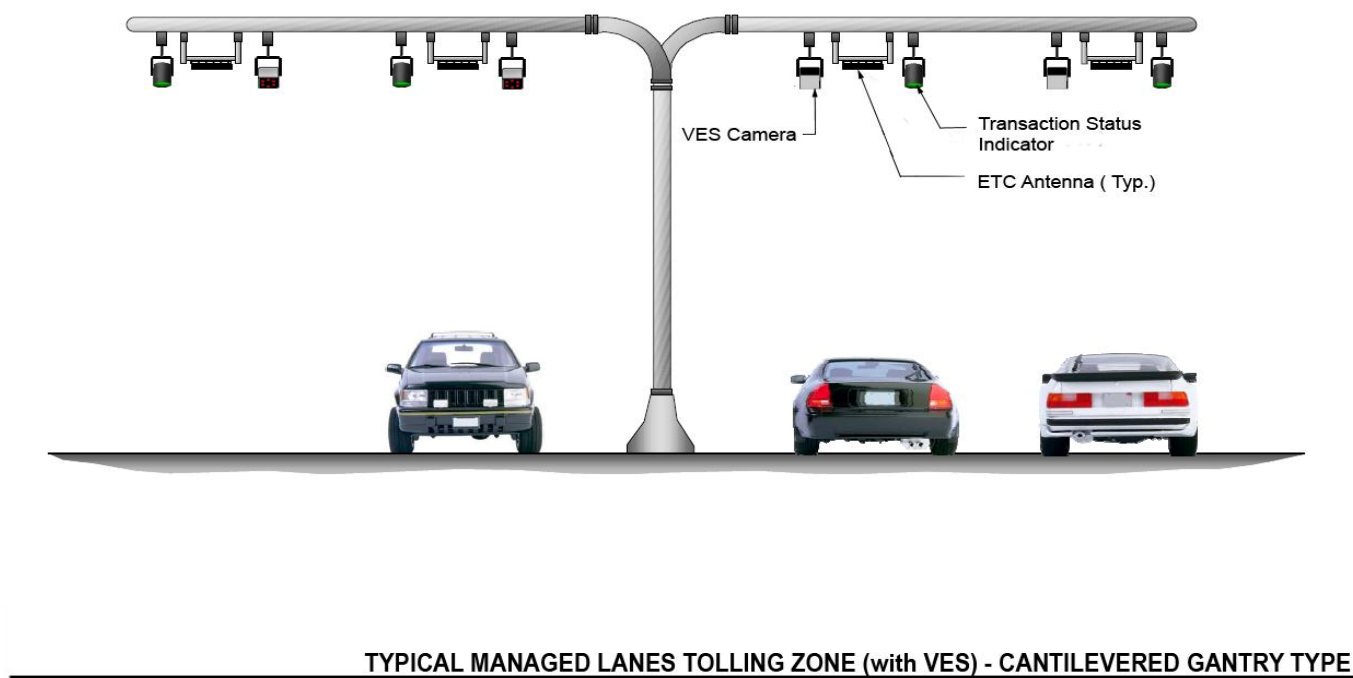 VES Camera
Transaction Status
Indicator
ETC Antenna ( Typ.)
TYPICAL MANAGED LANES TOLLING ZONE (with VES) - CANTILEVERED GANTRY TYPE